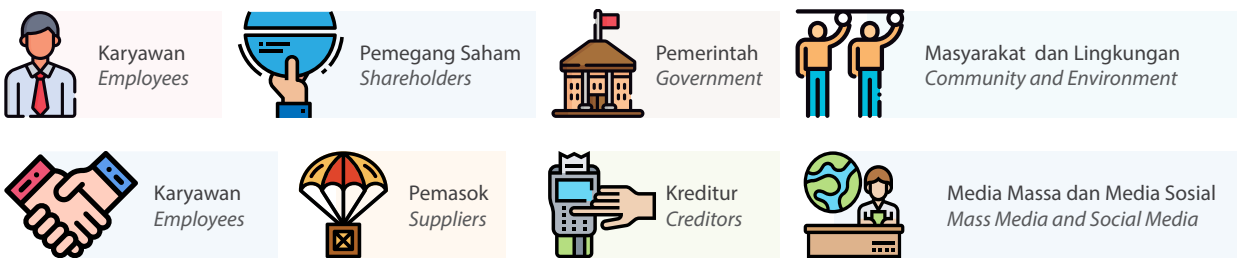 Karyawan
Employees
Pemegang Saham
Shareholders
Pemerintah
Government
Masyarakat dan Lingkungan
Community and Environment
Karyawan
Employees
Pemasok
Suppliers
Kreditur
Creditors
Media Massa dan Media Sosial
Mass Media and Social Media